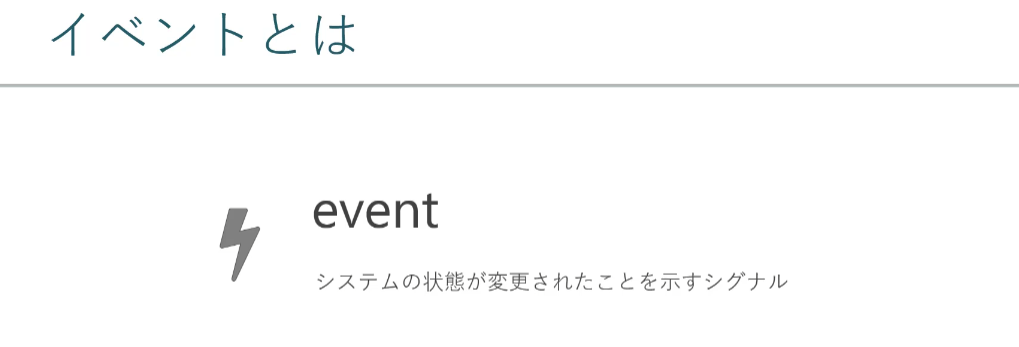 イベントとは
event
システムの状態が変更されたことを示すシグナル